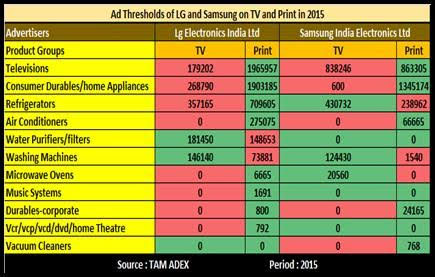 Ad Thresholds of LG and Samsung on TV and Print in 2015
Advertisers Lg Electronics India Ltd Samsung India Electronics Ltd
Product Groups TV Print TV Print
Televisions 179202 1965957 838246 863305
Consumer Durables/home Appliances 268790 1903185 600 1345174
Refrigerators 357165 709605 430732 238962
Air Conditioners 0 275075 0 66665
Water Purifiers/filters 181450 148653 0 0
Washing Machines 146140 73881 124430 1540
Microwave Ovens 0 6665 20560 0
Music Systems 0 1691 0 0
Durables-corporate 0 800 0 24165
Vcr/vcp/vcd/dvd/home Theatre 0 792 0 0
Vacuum Cleaners 0 0 0 768
Source : TAM ADEX Period : 2015